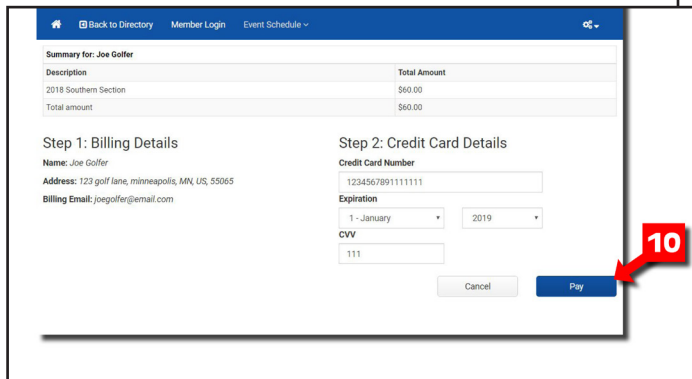 Back to Directory Member Login Event Schedule
Summary for: Joe Golfer
Description Total Amount
2018 Southern Section $60.00
Total amount $60.00
Step 1: Billing Details
Name: Joe Golfer
Address: 123 golf lane, minneapolis, MN, US, 55065
Billing Email: joegolfer@email.com
Step 2: Credit Card Details
Credit Card Number
1234567891111111
Expiration
1 - January 2019
CVV
111
10
Cancel Pay